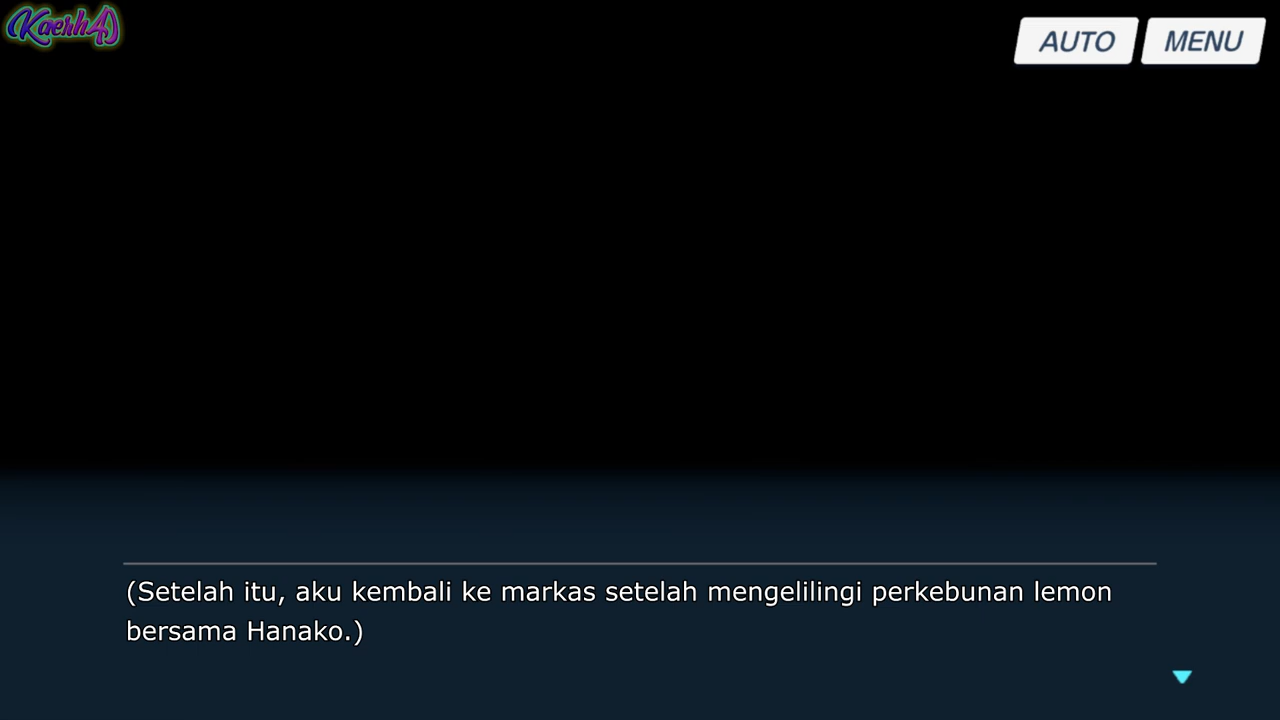 Kaerh4
AUTO MENU
(Setelah itu, aku kembali ke markas setelah mengelilingi perkebunan lemon
bersama Hanako.)